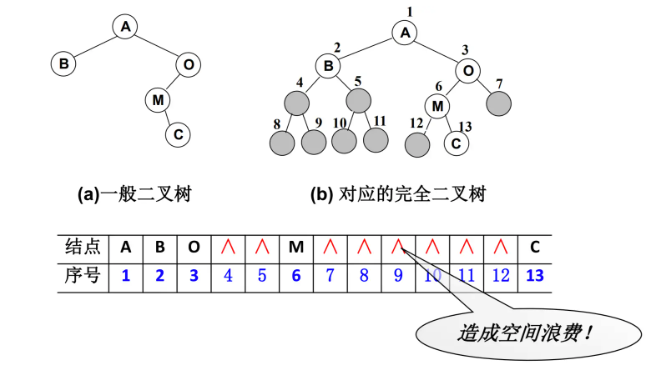 A
B
O
M
C
1
A
2
3
B
O
4
5
6
7
M
8
9
10
11
12
13
C
(a)一般二叉树
(b) 对应的完全二叉树
结点 A B O ∧ ∧ M ∧ ∧ ∧ ∧ ∧ ∧ C
序号 1 2 3 4 5 6 7 8 9 10 11 12 13
造成空间浪费!